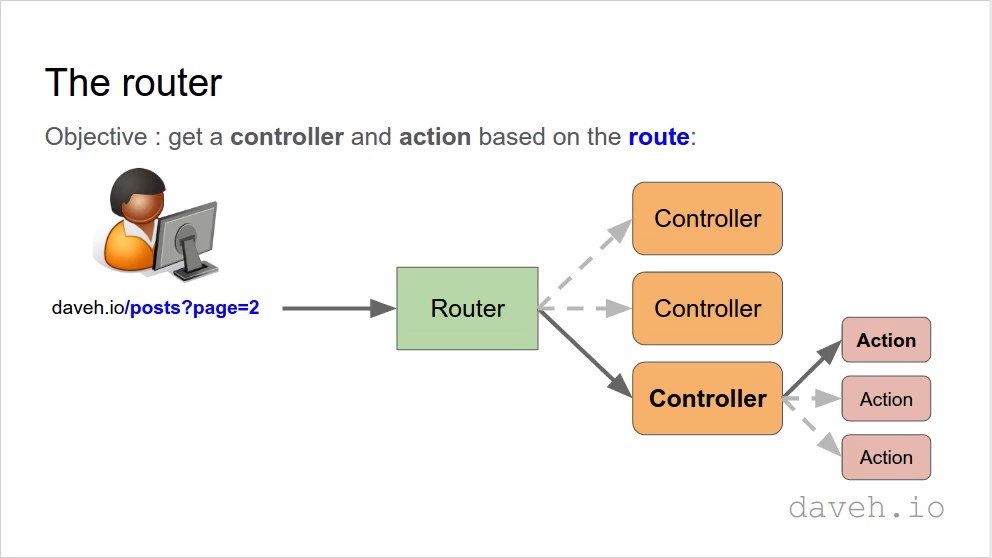 The router
Objective : get a controller and action based on the route:
Controller
daveh.io/posts?page=2
Router
Controller
Controller
Action
Action
Action
daveh.io